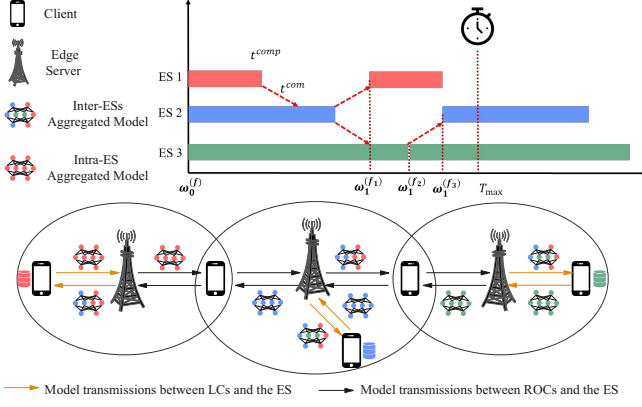 Client
Edge
Server
Inter-ESs
Aggregated Model
Intra-ES
Aggregated Model
ES 1
ES 2
ES 3
t^{comp}
t^{com}
ω_0^{(f)}
ω_1^{(f_1)}
ω_1^{(f_2)}
ω_1^{(f_3)}
T_{max}
Model transmissions between LCs and the ES
Model transmissions between ROCs and the ES